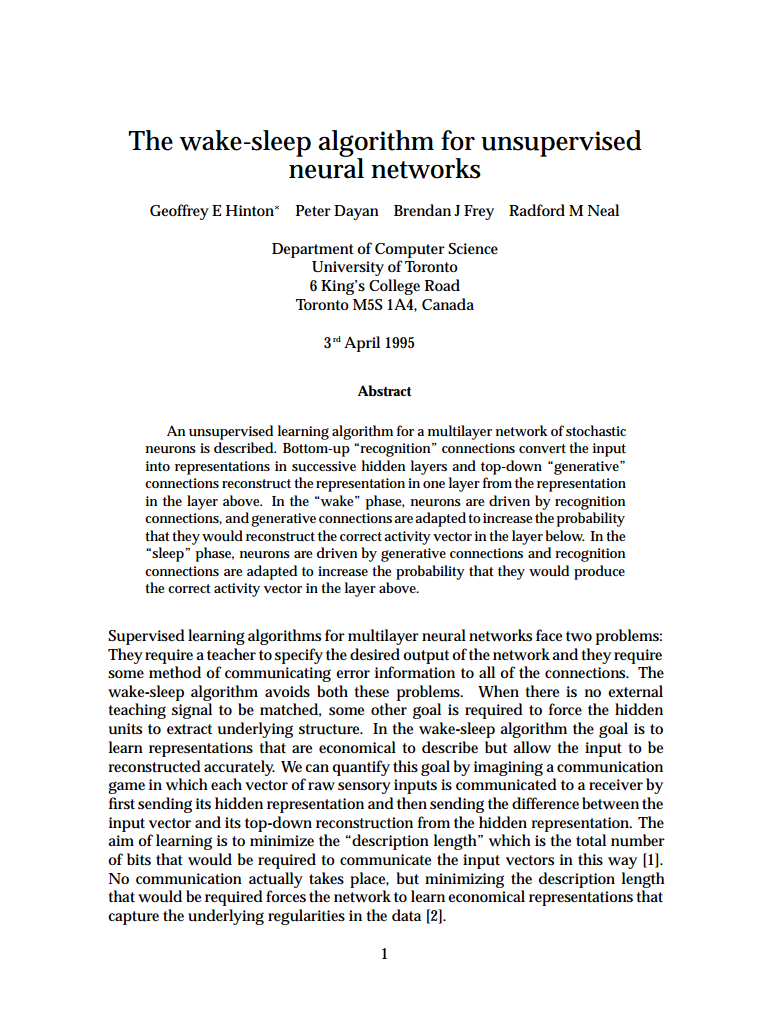 The wake-sleep algorithm for unsupervised
neural networks
Geoffrey E Hinton* Peter Dayan Brendan J Frey Radford M Neal
Department of Computer Science
University of Toronto
6 King's College Road
Toronto M5S 1A4, Canada
3rd April 1995
Abstract
An unsupervised learning algorithm for a multilayer network of stochastic
neurons is described. Bottom-up “recognition” connections convert the input
into representations in successive hidden layers and top-down “generative”
connections reconstruct the representation in one layer from the representation
in the layer above. In the “wake” phase, neurons are driven by recognition
connections, and generative connections are adapted to increase the probability
that they would reconstruct the correct activity vector in the layer below. In the
“sleep” phase, neurons are driven by generative connections and recognition
connections are adapted to increase the probability that they would produce
the correct activity vector in the layer above.
Supervised learning algorithms for multilayer neural networks face two problems:
They require a teacher to specify the desired output of the network and they require
some method of communicating error information to all of the connections. The
wake-sleep algorithm avoids both these problems. When there is no external
teaching signal to be matched, some other goal is required to force the hidden
units to extract underlying structure. In the wake-sleep algorithm the goal is to
learn representations that are economical to describe but allow the input to be
reconstructed accurately. We can quantify this goal by imagining a communication
game in which each vector of raw sensory inputs is communicated to a receiver by
first sending its hidden representation and then sending the difference between the
input vector and its top-down reconstruction from the hidden representation. The
aim of learning is to minimize the “description length” which is the total number
of bits that would be required to communicate the input vectors in this way [1].
No communication actually takes place, but minimizing the description length
that would be required forces the network to learn economical representations that
capture the underlying regularities in the data [2].
1